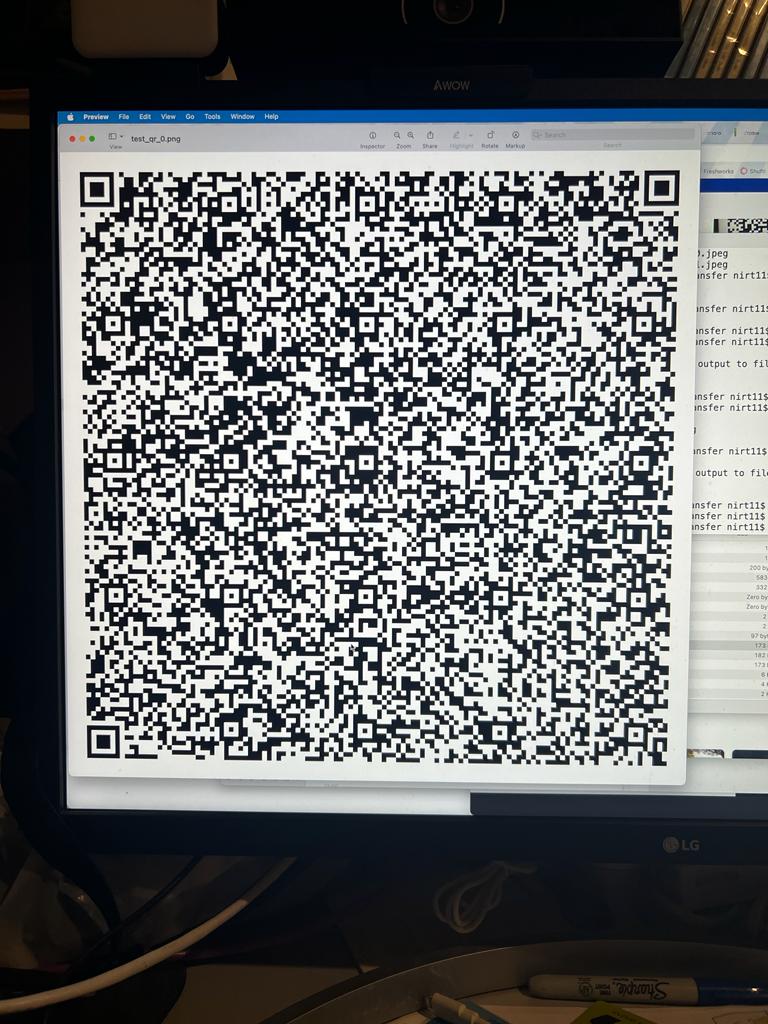 AWOW
Preview File Edit View Go Tools Window Help
test_qr_0.png
View
Inspector Zoom Share Highlight Rotate Markup
Search
Search
Freshworks
.jpeg
.jpeg
ansfer nirt11$
ansfer nirt11$
ansfer nirt11$
ansfer nirt11$
output to file
ansfer nirt11$
ansfer nirt11$
ansfer nirt11$
output to file
ansfer nirt11$
ansfer nirt11$
ansfer nirt11$
200 by
583
332
Zero by
Zero by
2
2
97 byt
173
182
173
6
4
2
LG
Sharpie